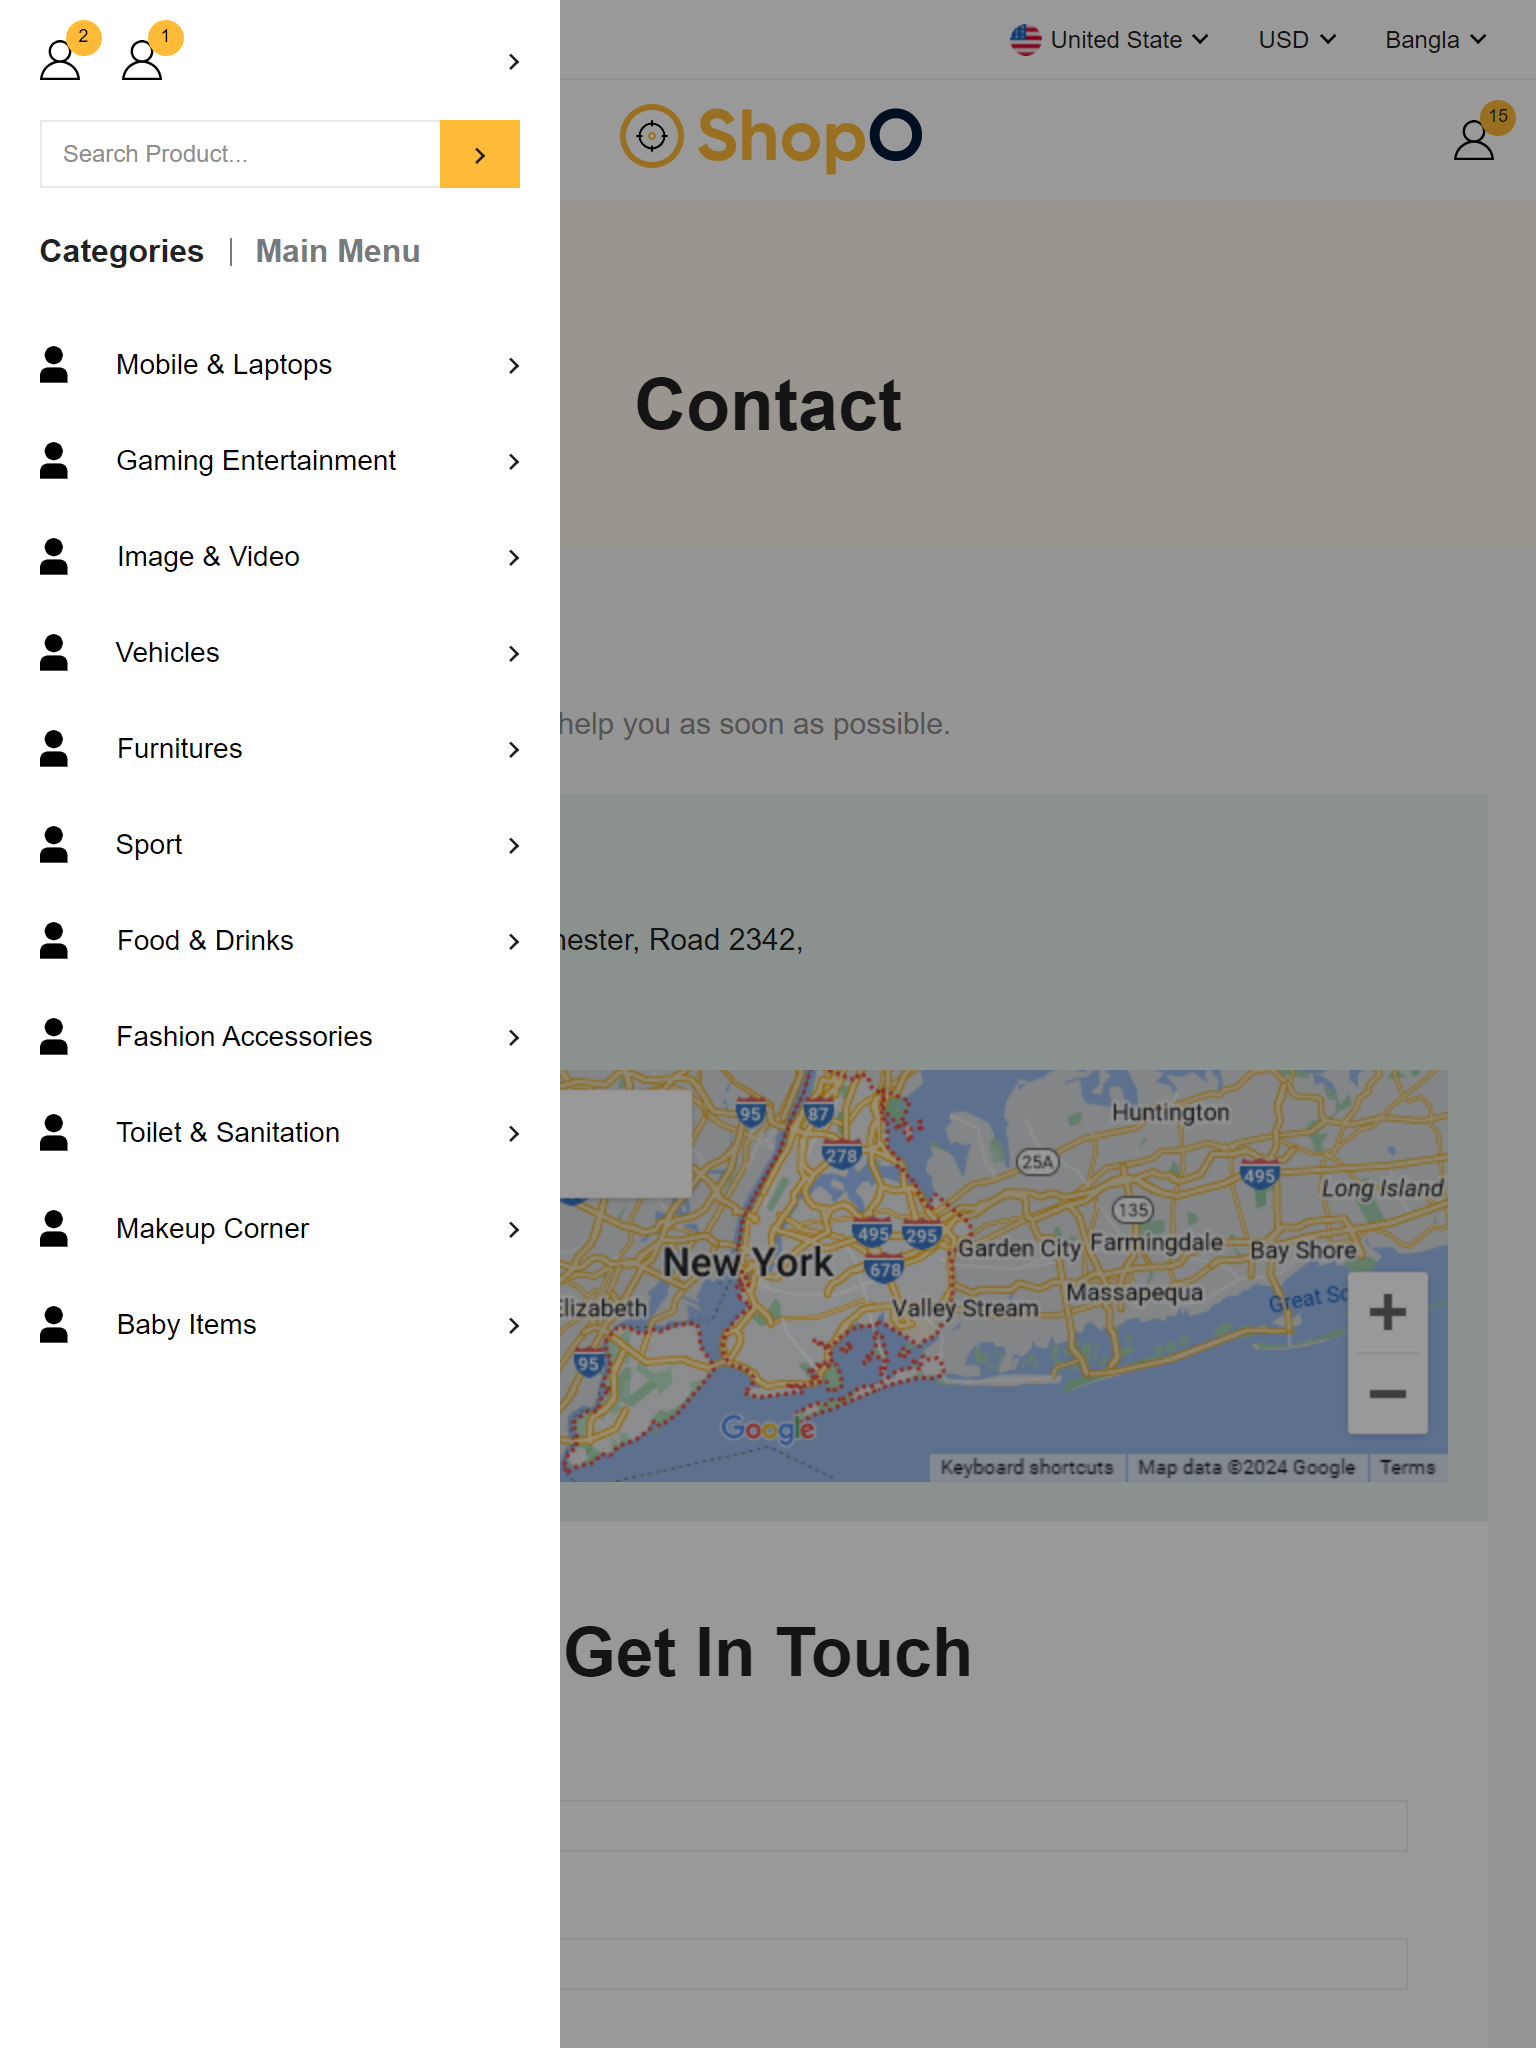 2
1
United State
USD
Bangla
Search Product...
ShopO
15
Categories
Main Menu
Mobile & Laptops
Contact
Gaming Entertainment
Image & Video
Vehicles
help you as soon as possible.
Furnitures
Sport
Food & Drinks
Road 2342,
Fashion Accessories
Toilet & Sanitation
Makeup Corner
Baby Items
95
87
278
Huntington
25A
495
Long Island
135
495
295
New York
678
Garden City
Farmingdale
Bay Shore
Massapequa
Great
Valley Stream
95
Google
Keyboard shortcuts
Map data ©2024 Google
Terms
Get In Touch